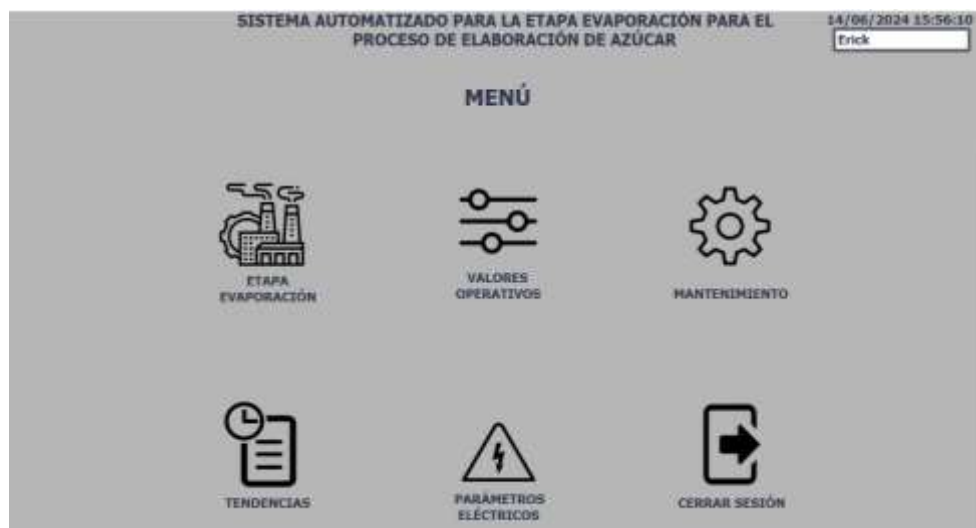 SISTEMA AUTOMATIZADO PARA LA ETAPA EVAPORACIÓN PARA EL
PROCESO DE ELABORACIÓN DE AZÚCAR
14/06/2024 15:56:10
Erick
MENÚ
ETAPA
EVAPORACIÓN
VALORES
OPERATIVOS
MANTENIMIENTO
TENDENCIAS
PARÁMETROS
ELÉCTRICOS
CERRAR SESIÓN